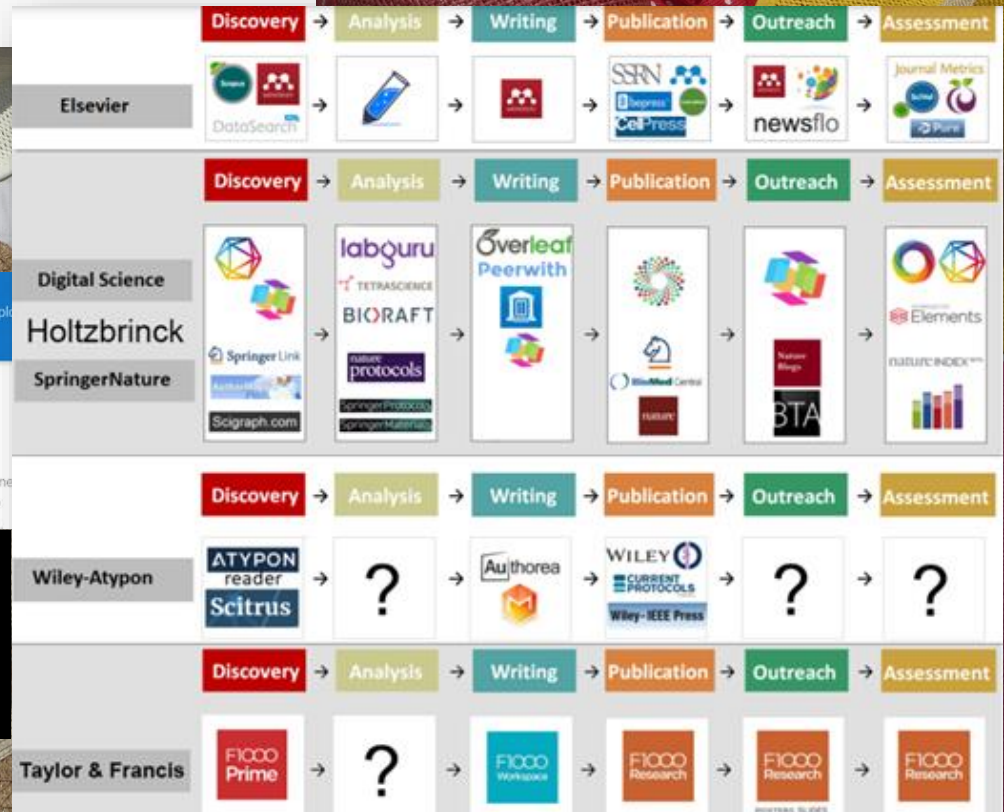 Discovery → Analysis → Writing → Publication → Outreach → Assessment
Elsevier
Scopus
DataSearch
SSRN
bepress
CellPress
newsflo
Journal Metrics
SciVal
Pure
Discovery → Analysis → Writing → Publication → Outreach → Assessment
Digital Science
Holtzbrinck
SpringerNature
Springer Link
Scigraph.com
labguru
TETRASCIENCE
BIORAFT
nature
protocols
SpringerProtocols
SpringerMaterials
Overleaf
Peerwith
BioMed Central
nature
Nature
Blogs
BTA
Elements
nature INDEX
Discovery → Analysis → Writing → Publication → Outreach → Assessment
Wiley-Atypon
ATYPON
reader
Scitrus
?
Authorea
WILEY
CURRENT
PROTOCOLS
Wiley-IEEE Press
?
?
Discovery → Analysis → Writing → Publication → Outreach → Assessment
Taylor & Francis
F1000
Prime
?
F1000
Workspace
F1000
Research
F1000
Research
F1000
Research